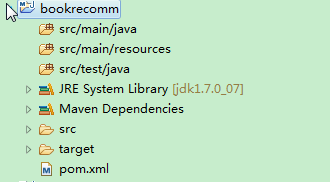 bookrecomm
src/main/java
src/main/resources
src/test/java
JRE System Library [jdk1.7.0_07]
Maven Dependencies
src
target
pom.xml